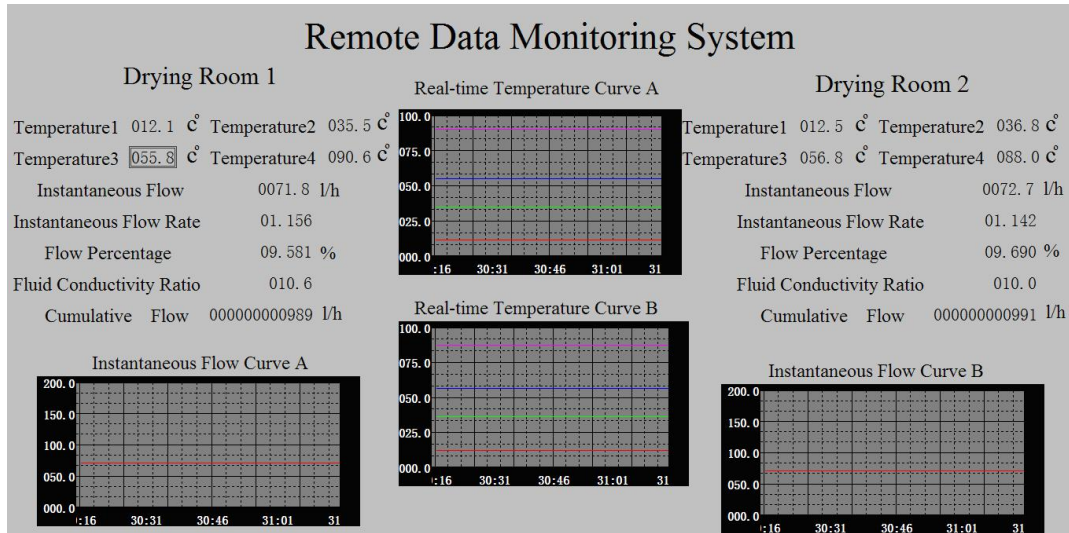 Remote Data Monitoring System
Drying Room 1
Temperature1 012.1 c° Temperature2 035.5 c°
Temperature3 055.8 c° Temperature4 090.6 c°
Instantaneous Flow 0071.8 l/h
Instantaneous Flow Rate 01.156
Flow Percentage 09.581 %
Fluid Conductivity Ratio 010.6
Cumulative Flow 000000000989 l/h
Instantaneous Flow Curve A
200.0
150.0
100.0
050.0
000.0
:16 30:31 30:46 31:01 31
Real-time Temperature Curve A
100.0
075.0
050.0
025.0
000.0
:16 30:31 30:46 31:01 31
Real-time Temperature Curve B
100.0
075.0
050.0
025.0
000.0
:16 30:31 30:46 31:01 31
Drying Room 2
Temperature1 012.5 c° Temperature2 036.8 c°
Temperature3 056.8 c° Temperature4 088.0 c°
Instantaneous Flow 0072.7 l/h
Instantaneous Flow Rate 01.142
Flow Percentage 09.690 %
Fluid Conductivity Ratio 010.0
Cumulative Flow 000000000991 l/h
Instantaneous Flow Curve B
200.0
150.0
100.0
050.0
000.0
:16 30:31 30:46 31:01 31